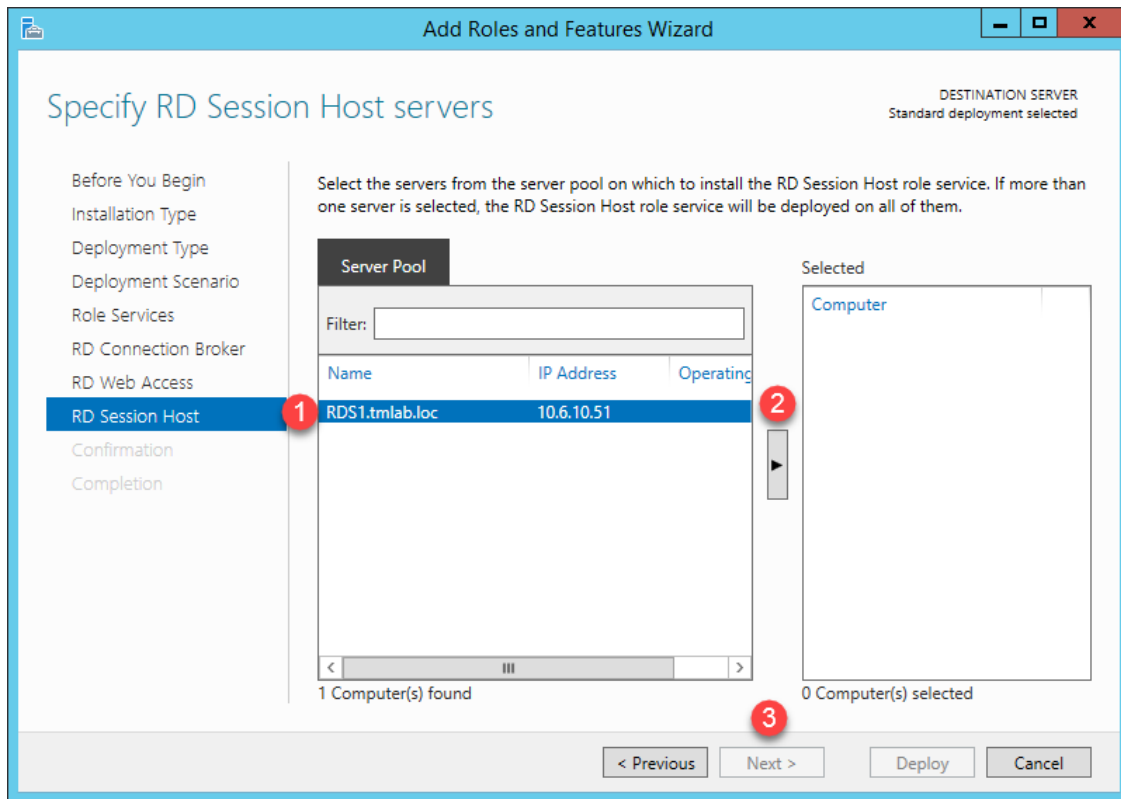 Add Roles and Features Wizard
Specify RD Session Host servers
DESTINATION SERVER
Standard deployment selected
Before You Begin
Installation Type
Deployment Type
Deployment Scenario
Role Services
RD Connection Broker
RD Web Access
RD Session Host
Confirmation
Completion
Select the servers from the server pool on which to install the RD Session Host role service. If more than
one server is selected, the RD Session Host role service will be deployed on all of them.
Server Pool
Filter:
Name IP Address Operating
1 RDS1.tmlab.loc 10.6.10.51
1 Computer(s) found
2
Selected
Computer
0 Computer(s) selected
3
< Previous Next > Deploy Cancel